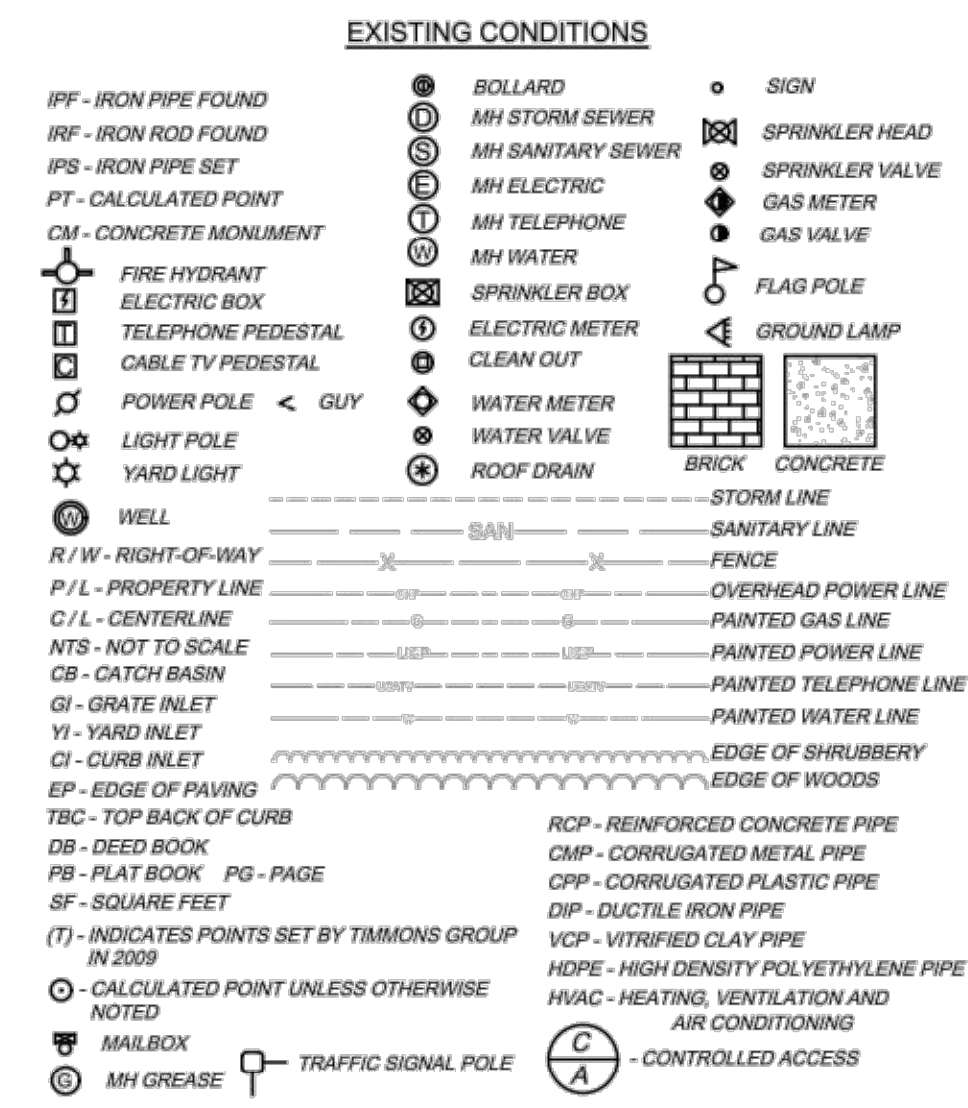 EXISTING CONDITIONS
IPF - IRON PIPE FOUND
IRF - IRON ROD FOUND
IPS - IRON PIPE SET
PT - CALCULATED POINT
CM - CONCRETE MONUMENT
FIRE HYDRANT
ELECTRIC BOX
T TELEPHONE PEDESTAL
C CABLE TV PEDESTAL
POWER POLE < GUY
LIGHT POLE
YARD LIGHT
W WELL
R / W - RIGHT-OF-WAY
P / L - PROPERTY LINE
C / L - CENTERLINE
NTS - NOT TO SCALE
CB - CATCH BASIN
GI - GRATE INLET
YI - YARD INLET
CI - CURB INLET
EP - EDGE OF PAVING
TBC - TOP BACK OF CURB
DB - DEED BOOK
PB - PLAT BOOK PG - PAGE
SF - SQUARE FEET
(T) - INDICATES POINTS SET BY TIMMONS GROUP
IN 2009
- CALCULATED POINT UNLESS OTHERWISE
NOTED
MAILBOX
G MH GREASE
TRAFFIC SIGNAL POLE
BOLLARD
D MH STORM SEWER
S MH SANITARY SEWER
E MH ELECTRIC
T MH TELEPHONE
W MH WATER
SPRINKLER BOX
ELECTRIC METER
CLEAN OUT
WATER METER
WATER VALVE
ROOF DRAIN
SIGN
SPRINKLER HEAD
SPRINKLER VALVE
GAS METER
GAS VALVE
FLAG POLE
GROUND LAMP
BRICK CONCRETE
STORM LINE
SAN SANITARY LINE
X X FENCE
OVERHEAD POWER LINE
G G PAINTED GAS LINE
PAINTED POWER LINE
PAINTED TELEPHONE LINE
PAINTED WATER LINE
EDGE OF SHRUBBERY
EDGE OF WOODS
RCP - REINFORCED CONCRETE PIPE
CMP - CORRUGATED METAL PIPE
CPP - CORRUGATED PLASTIC PIPE
DIP - DUCTILE IRON PIPE
VCP - VITRIFIED CLAY PIPE
HDPE - HIGH DENSITY POLYETHYLENE PIPE
HVAC - HEATING, VENTILATION AND
AIR CONDITIONING
C
A - CONTROLLED ACCESS